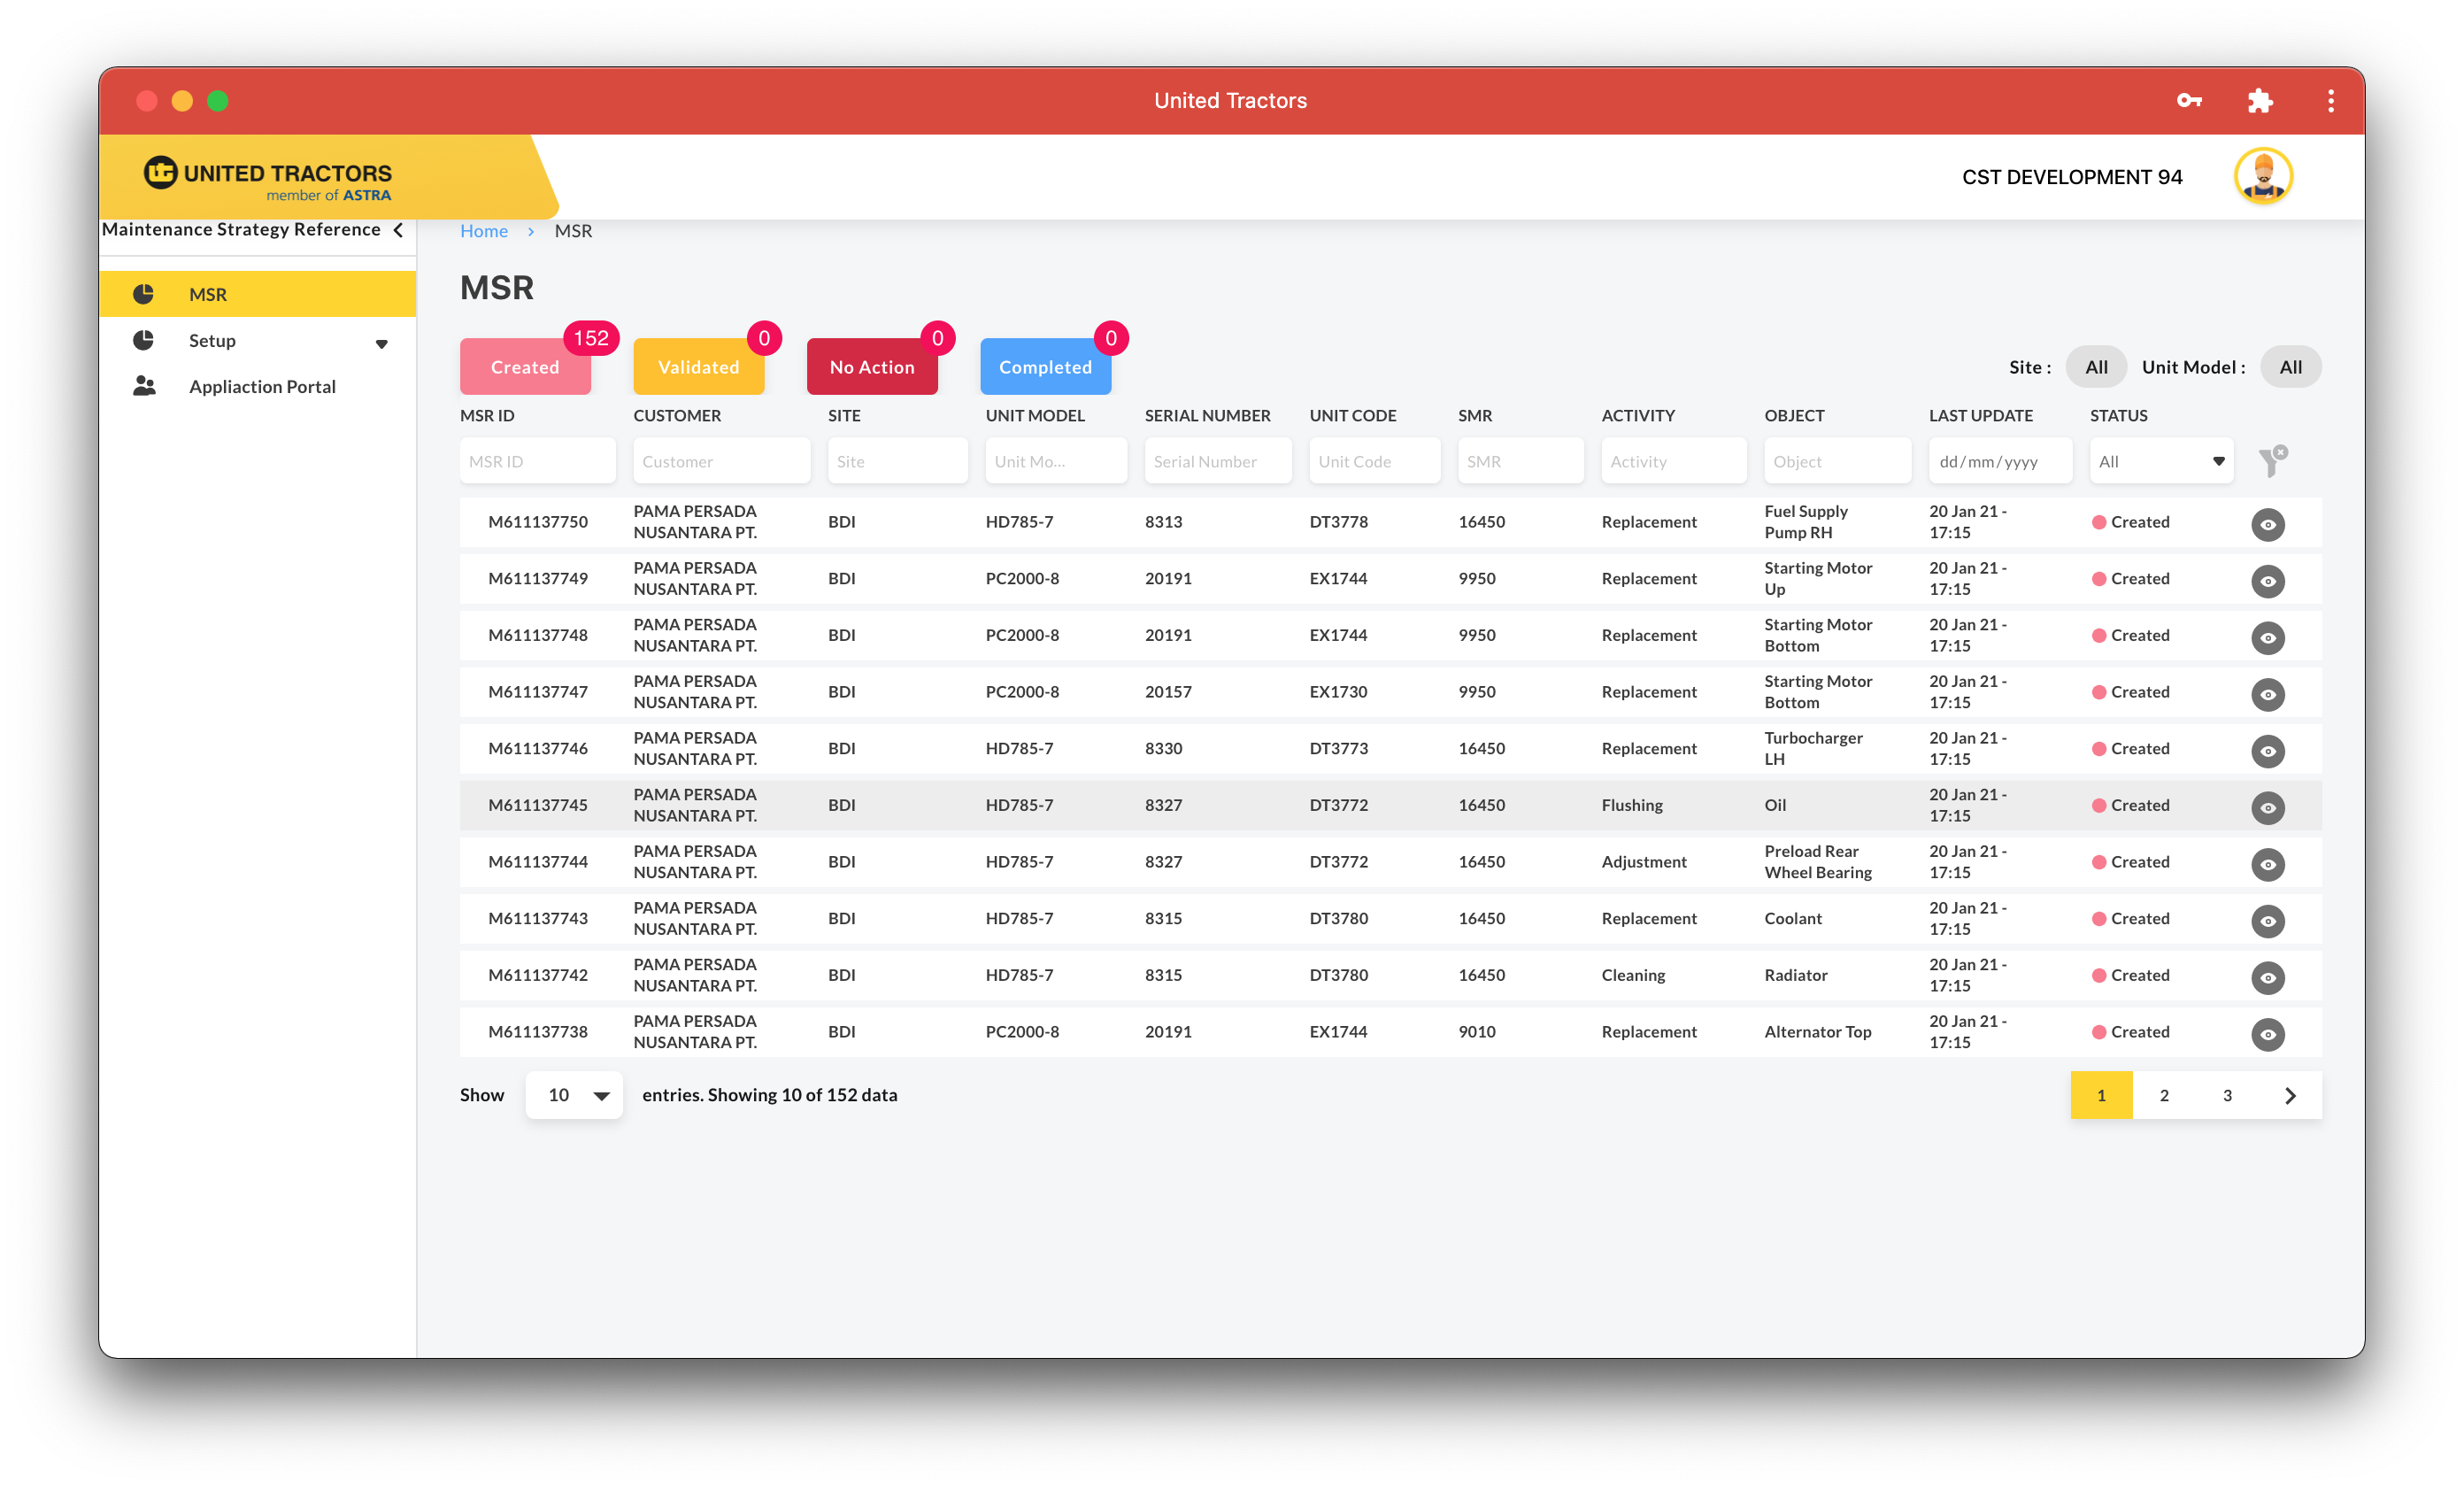 United Tractors
UNITED TRACTORS
member of ASTRA
CST DEVELOPMENT 94
Maintenance Strategy Reference
MSR
Setup
Appliaction Portal
Home > MSR
MSR
Created 152
Validated 0
No Action 0
Completed 0
Site : All Unit Model : All
MSR ID CUSTOMER SITE UNIT MODEL SERIAL NUMBER UNIT CODE SMR ACTIVITY OBJECT LAST UPDATE STATUS
MSR ID Customer Site Unit Mo... Serial Number Unit Code SMR Activity Object dd/mm/yyyy All
M611137750 PAMA PERSADA NUSANTARA PT. BDI HD785-7 8313 DT3778 16450 Replacement Fuel Supply Pump RH 20 Jan 21 - 17:15 Created
M611137749 PAMA PERSADA NUSANTARA PT. BDI PC2000-8 20191 EX1744 9950 Replacement Starting Motor Up 20 Jan 21 - 17:15 Created
M611137748 PAMA PERSADA NUSANTARA PT. BDI PC2000-8 20191 EX1744 9950 Replacement Starting Motor Bottom 20 Jan 21 - 17:15 Created
M611137747 PAMA PERSADA NUSANTARA PT. BDI PC2000-8 20157 EX1730 9950 Replacement Starting Motor Bottom 20 Jan 21 - 17:15 Created
M611137746 PAMA PERSADA NUSANTARA PT. BDI HD785-7 8330 DT3773 16450 Replacement Turbocharger LH 20 Jan 21 - 17:15 Created
M611137745 PAMA PERSADA NUSANTARA PT. BDI HD785-7 8327 DT3772 16450 Flushing Oil 20 Jan 21 - 17:15 Created
M611137744 PAMA PERSADA NUSANTARA PT. BDI HD785-7 8327 DT3772 16450 Adjustment Preload Rear Wheel Bearing 20 Jan 21 - 17:15 Created
M611137743 PAMA PERSADA NUSANTARA PT. BDI HD785-7 8315 DT3780 16450 Replacement Coolant 20 Jan 21 - 17:15 Created
M611137742 PAMA PERSADA NUSANTARA PT. BDI HD785-7 8315 DT3780 16450 Cleaning Radiator 20 Jan 21 - 17:15 Created
M611137738 PAMA PERSADA NUSANTARA PT. BDI PC2000-8 20191 EX1744 9010 Replacement Alternator Top 20 Jan 21 - 17:15 Created
Show 10 entries. Showing 10 of 152 data
1 2 3